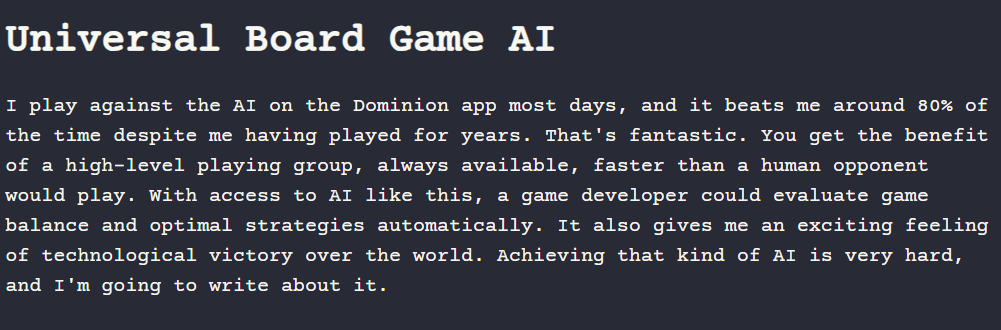 Universal Board Game AI
I play against the AI on the Dominion app most days, and it beats me around 80% of
the time despite me having played for years. That's fantastic. You get the benefit
of a high-level playing group, always available, faster than a human opponent
would play. With access to AI like this, a game developer could evaluate game
balance and optimal strategies automatically. It also gives me an exciting feeling
of technological victory over the world. Achieving that kind of AI is very hard,
and I'm going to write about it.